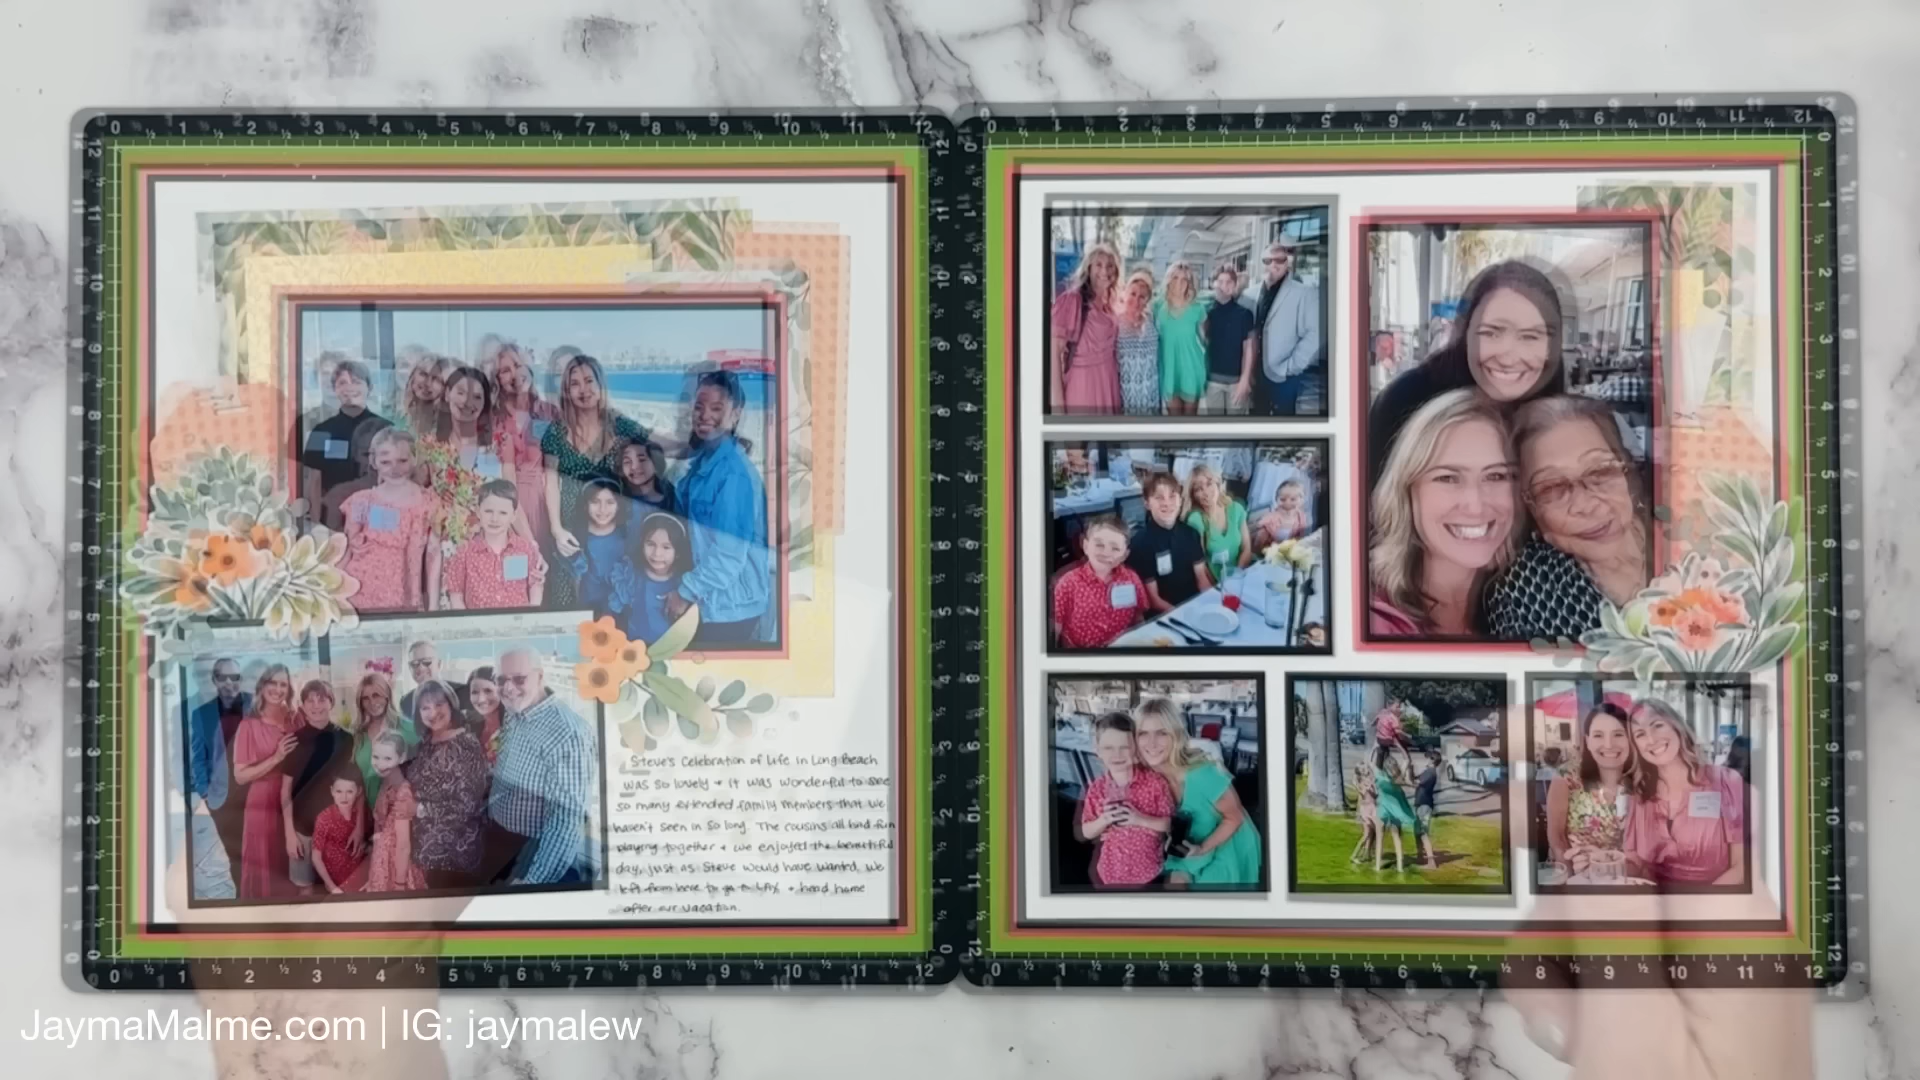 Steve's Celebration of Life in Long Beach
was so lovely + it was wonderful to see
so many extended family members that we
haven't seen in so long. The cousins all had fun
playing together + we enjoyed the beautiful
day, just as Steve would have wanted. We
left from here to go to LAX + head home
after our vacation.
JaymaMalme.com | IG: jaymalew